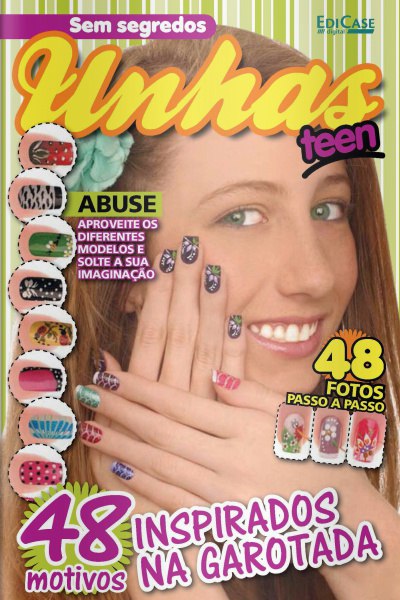 Sem segredos
EDICASE
digital
Unhas
teen
ABUSE
APROVEITE OS
DIFERENTES
MODELOS E
SOLTE A SUA
IMAGINAÇÃO
48
FOTOS
PASSO A PASSO
48
motivos
INSPIRADOS
NA GAROTADA